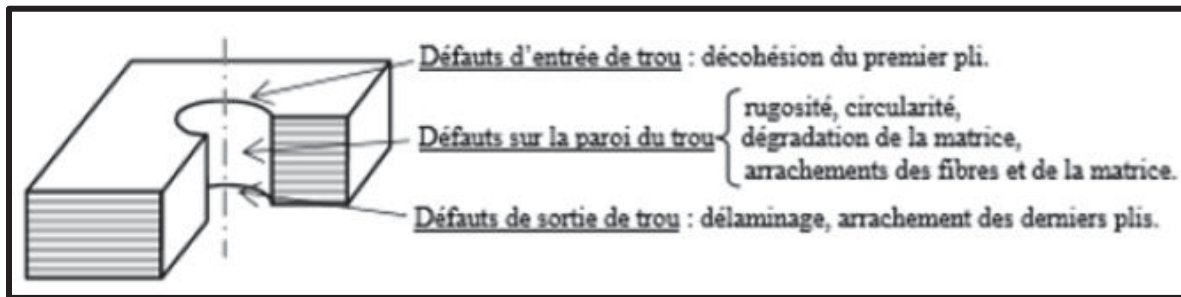 Défauts d'entrée de trou : décohésion du premier pli.
rugosité, circularité,
Défauts sur la paroi du trou dégradation de la matrice,
arrachements des fibres et de la matrice.
Défauts de sortie de trou : délaminage, arrachement des derniers plis.